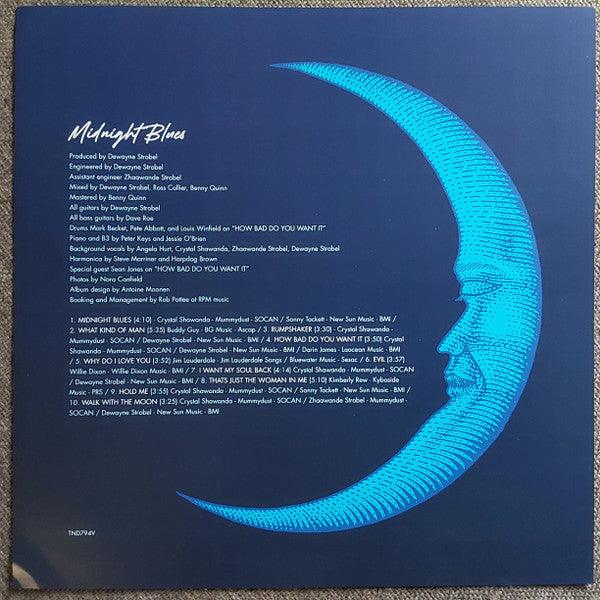 Midnight Blues
Produced by Dewayne Strobel
Engineered by Dewayne Strobel
Assistant engineer Zhaawande Strobel
Mixed by Dewayne Strobel, Ross Collier, Benny Quinn
Mastered by Benny Quinn
All guitars by Dewayne Strobel
All bass guitars by Dave Roe
Drums Mark Becket, Pete Abbott, and Louis Winfield on "HOW BAD DO YOU WANT IT"
Piano and B3 by Peter Keys and Jessie O'Brien
Background vocals by Angela Hurt, Crystal Shawanda, Zhaawande Strobel, Dewayne Strobel
Harmonica by Steve Marriner and Harpdog Brown
Special guest Sean Jones on "HOW BAD DO YOU WANT IT"
Photos by Nora Canfield
Album design by Antoine Moonen
Booking and Management by Rob Pattee at RPM music
1. MIDNIGHT BLUES (4:10) - Crystal Shawanda - Mummydust - SOCAN / Sonny Tackett - New Sun Music - BMI /
2. WHAT KIND OF MAN (5:35) Buddy Guy - BG Music - Ascap / 3. RUMPSHAKER (3:30) - Crystal Shawanda -
Mummydust - SOCAN / Dewayne Strobel - New Sun Music - BMI / 4. HOW BAD DO YOU WANT IT (3:50) Crystal
Shawanda - Mummydust - SOCAN / Dewayne Strobel - New Sun Music - BMI / Darin James - Laocean Music - BMI
/ 5. WHY DO I LOVE YOU (3:52) Jim Lauderdale - Jim Lauderdale Songs / Bluewater Music - Sesac / 6. EVIL (3:57)
Willie Dixon - Willie Dixon Music - BMI / 7. I WANT MY SOUL BACK (4:14) Crystal Shawanda - Mummydust - SOCAN
/ Dewayne Strobel - New Sun Music - BMI / 8. THATS JUST THE WOMAN IN ME (5:10) Kimberly Rew - Kyboside
Music - PRS / 9. HOLD ME (3:55) Crystal Shawanda - Mummydust - SOCAN / Sonny Tackett - New Sun Music - BMI /
10. WALK WITH THE MOON (3:25) Crystal Shawanda - Mummydust - SOCAN / Zhaawande Strobel - Mummydust -
SOCAN / Dewayne Strobel - New Sun Music - BMI
TND794V